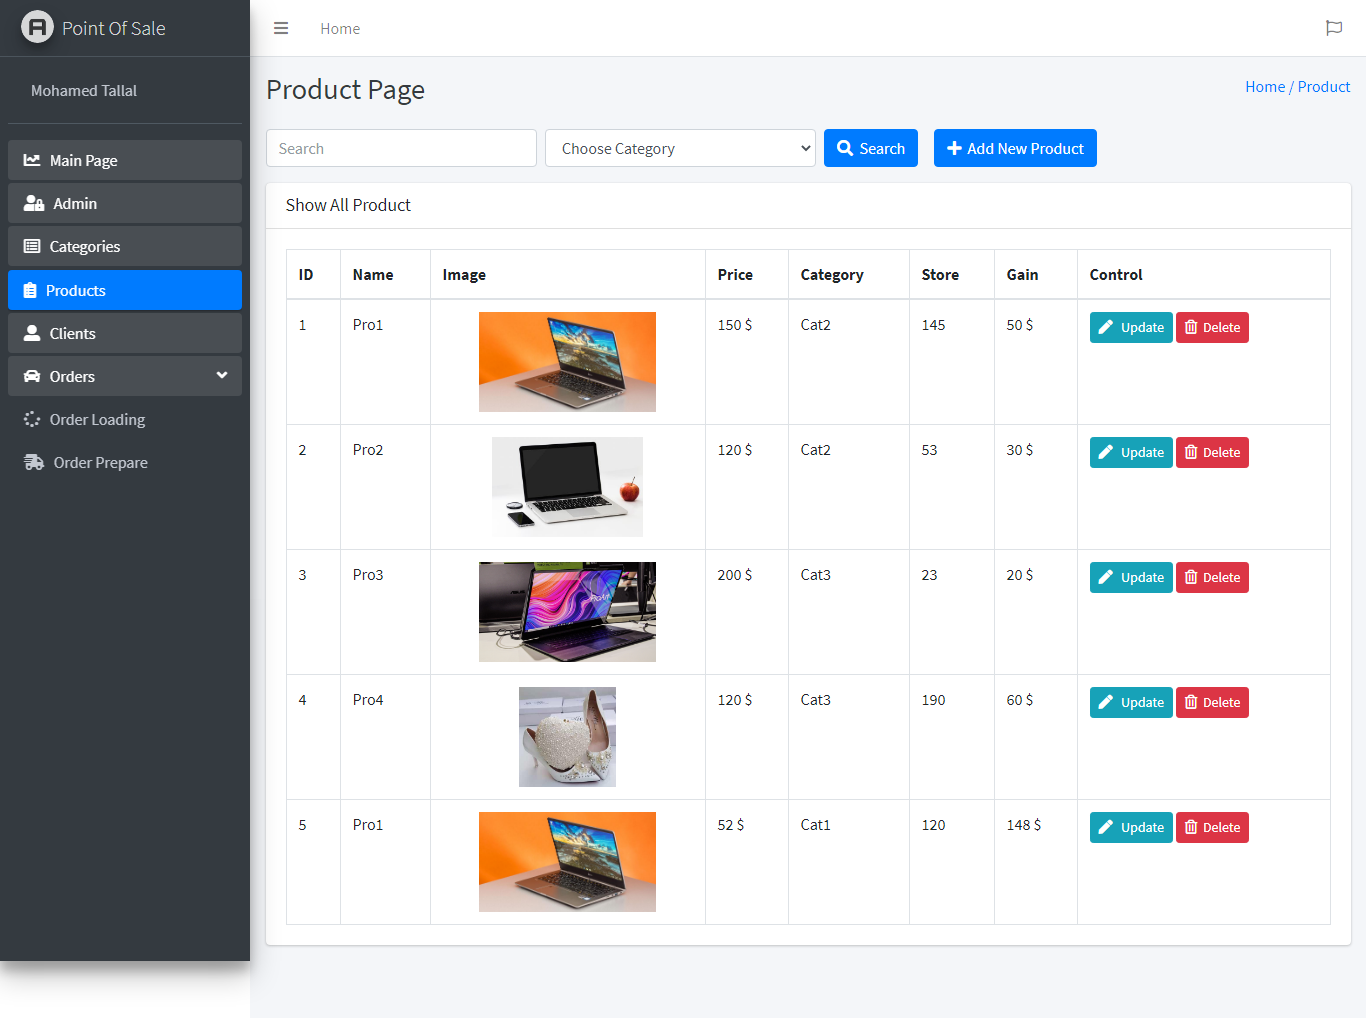 Point Of Sale
Home
Mohamed Tallal
Main Page
Admin
Categories
Products
Clients
Orders
Order Loading
Order Prepare
Product Page
Home / Product
Search
Choose Category
Search
Add New Product
Show All Product
ID Name Image Price Category Store Gain Control
1 Pro1 150 $ Cat2 145 50 $ Update Delete
2 Pro2 120 $ Cat2 53 30 $ Update Delete
3 Pro3 200 $ Cat3 23 20 $ Update Delete
4 Pro4 120 $ Cat3 190 60 $ Update Delete
5 Pro1 52 $ Cat1 120 148 $ Update Delete